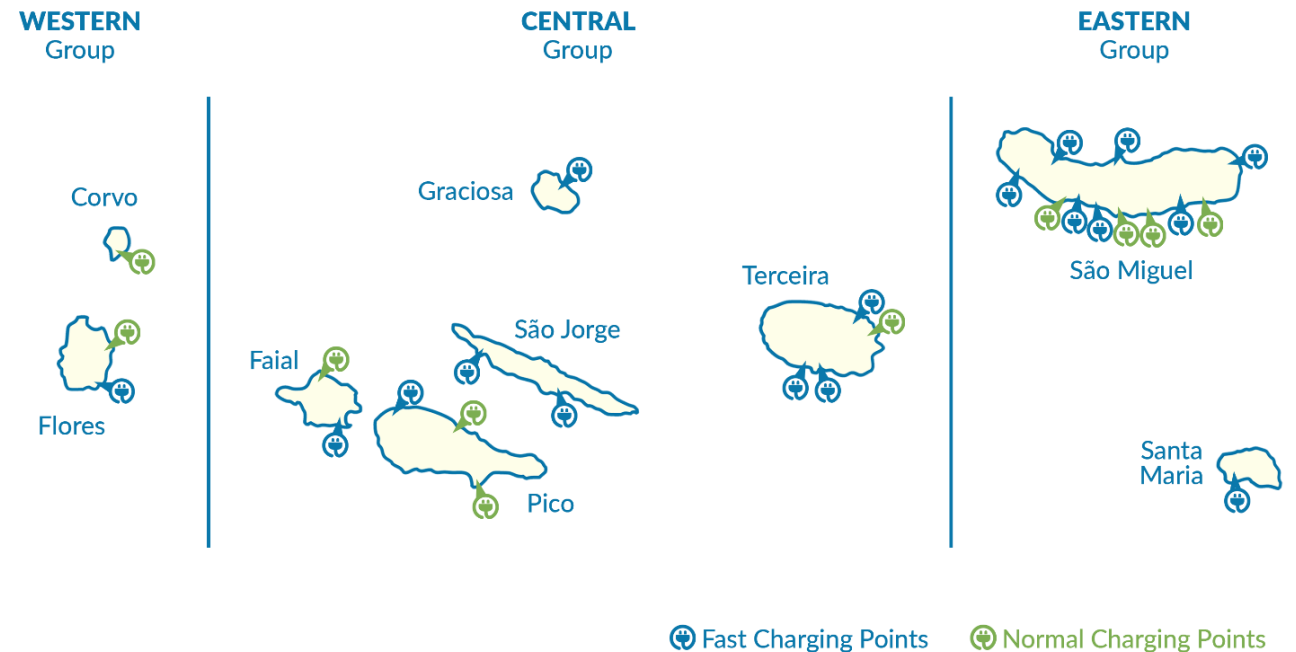 WESTERN
Group
CENTRAL
Group
EASTERN
Group
Corvo
Graciosa
São Miguel
Terceira
São Jorge
Faial
Flores
Pico
Santa
Maria
Fast Charging Points
Normal Charging Points